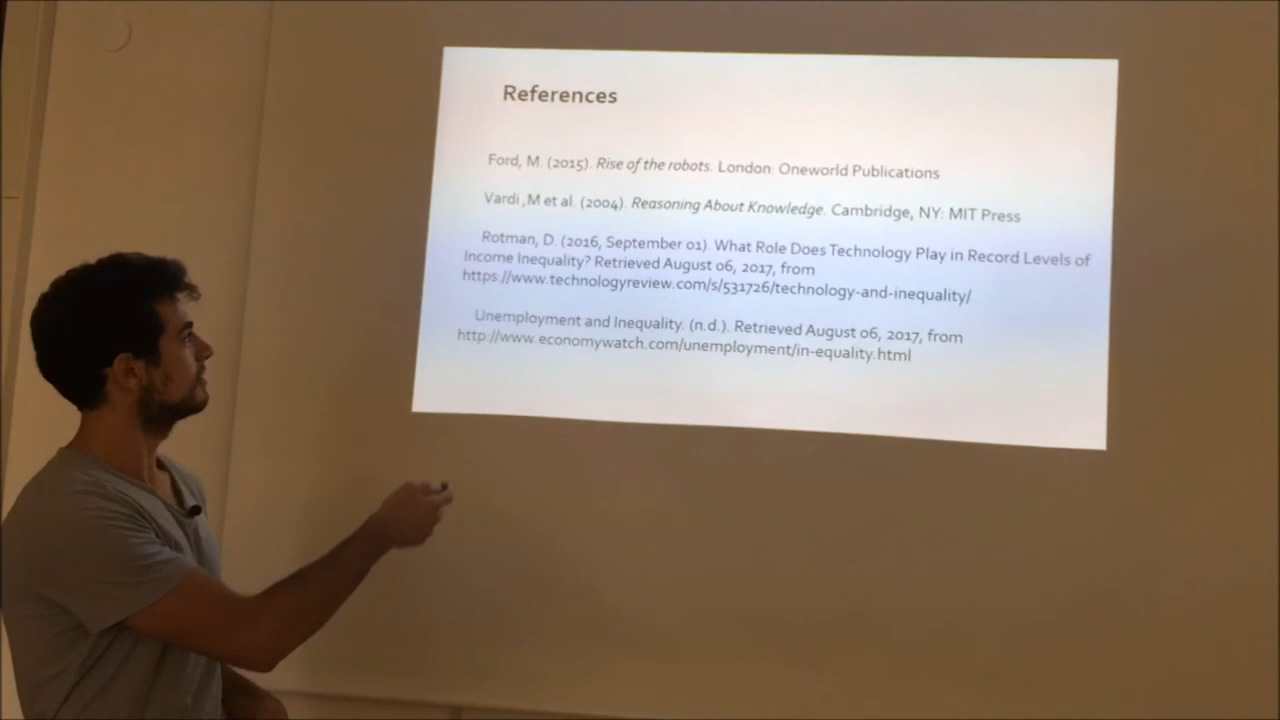 References
Ford, M. (2015). Rise of the robots. London: Oneworld Publications
Vardi ,M et al. (2004). Reasoning About Knowledge. Cambridge, NY: MIT Press
Rotman, D. (2016, September 01). What Role Does Technology Play in Record Levels of
Income Inequality? Retrieved August 06, 2017, from
https://www.technologyreview.com/s/531726/technology-and-inequality/
Unemployment and Inequality. (n.d.). Retrieved August 06, 2017, from
http://www.economywatch.com/unemployment/in-equality.html